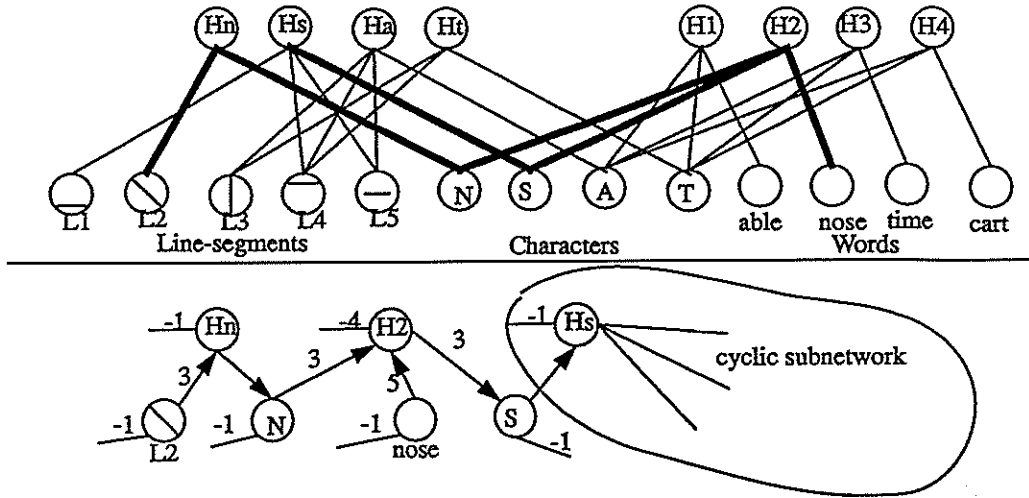 Hn Hs Ha Ht H1 H2 H3 H4
N S A T
L1 L2 L3 L4 L5 able nose time cart
Line-segments Characters Words
-1 Hn -4 H2 -1 Hs
3 3 3 cyclic subnetwork
3 5
-1 -1 N -1 S -1
L2 nose